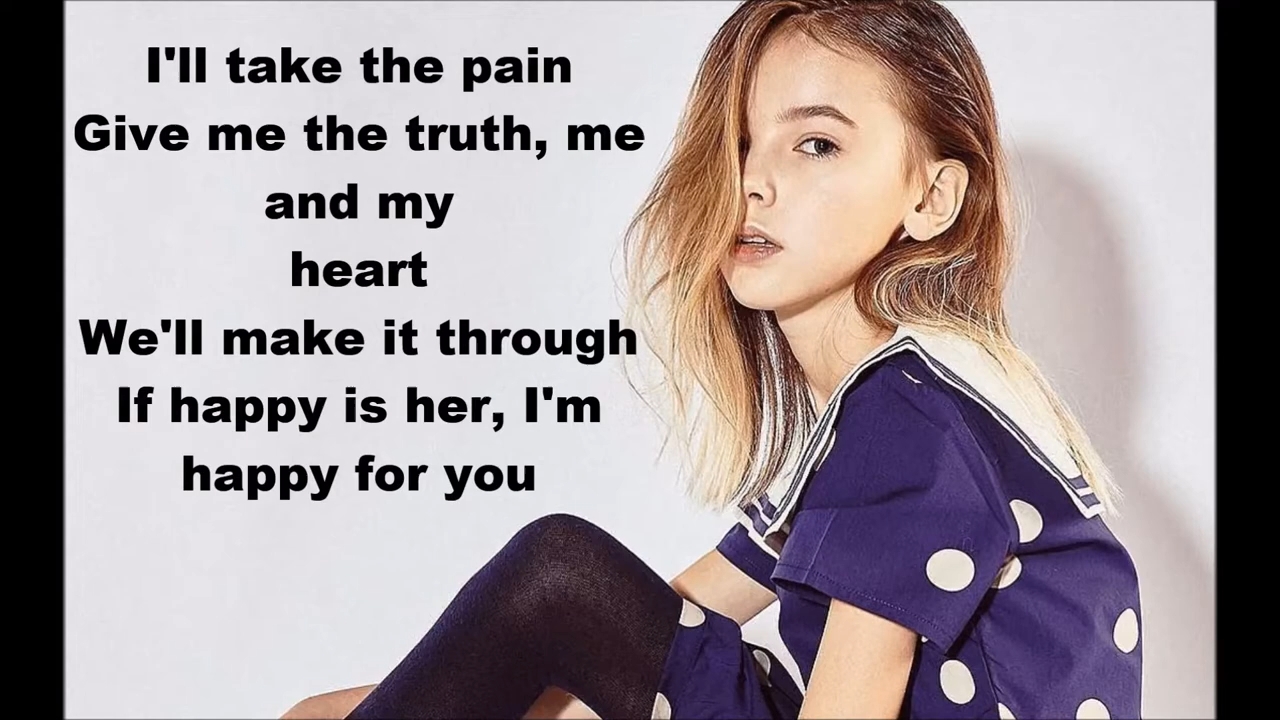 I'll take the pain
Give me the truth, me
and my
heart
We'll make it through
If happy is her, I'm
happy for you